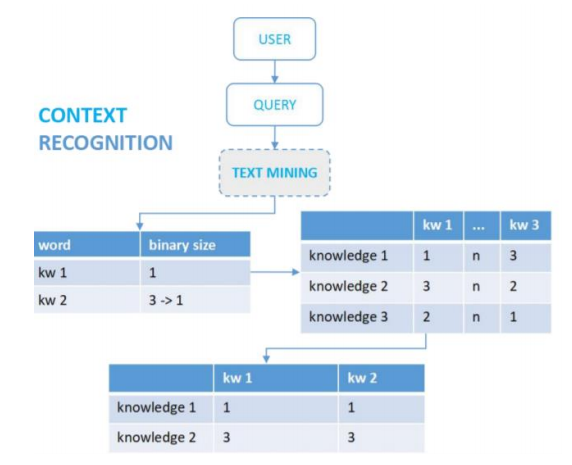 USER
QUERY
CONTEXT
RECOGNITION
TEXT MINING
word binary size
kw 1 1
kw 2 3 -> 1
kw 1 ... kw 3
knowledge 1 1 n 3
knowledge 2 3 n 2
knowledge 3 2 n 1
kw 1 kw 2
knowledge 1 1 1
knowledge 2 3 3